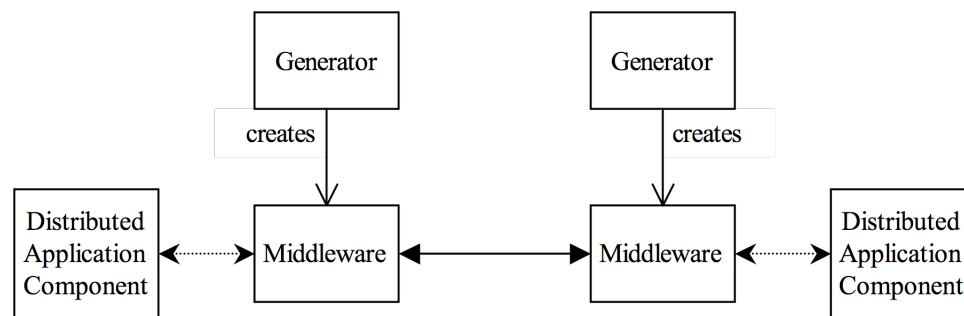 Generator
Generator
creates
creates
Distributed
Application
Component
Middleware
Middleware
Distributed
Application
Component